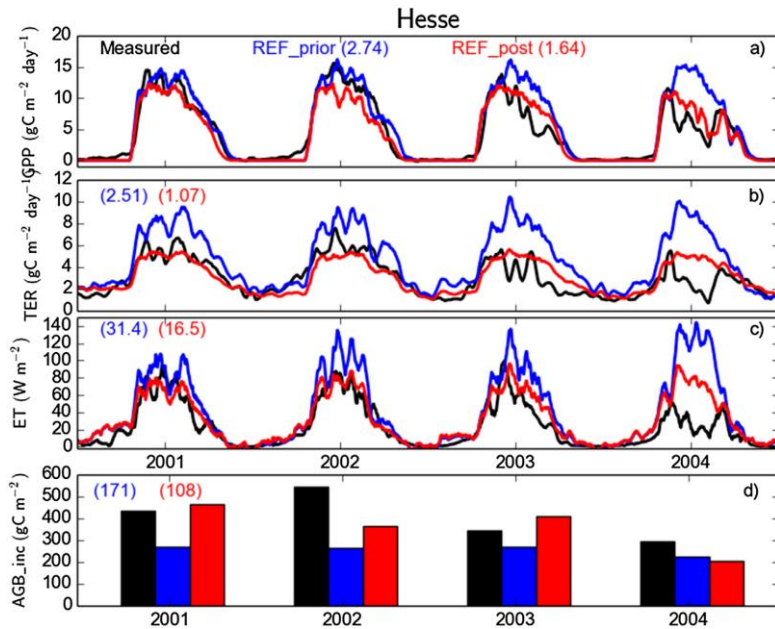 Hesse
Measured REF_prior (2.74) REF_post (1.64) a)
GPP (gC m⁻² day⁻¹)
20
15
10
5
0
(2.51) (1.07) b)
TER (gC m⁻² day⁻¹)
12
10
8
6
4
2
0
(31.4) (16.5) c)
ET (W m⁻²)
140
120
100
80
60
40
20
0
2001 2002 2003 2004
(171) (108) d)
AGB_inc (gC m⁻²)
600
500
400
300
200
100
0
2001 2002 2003 2004